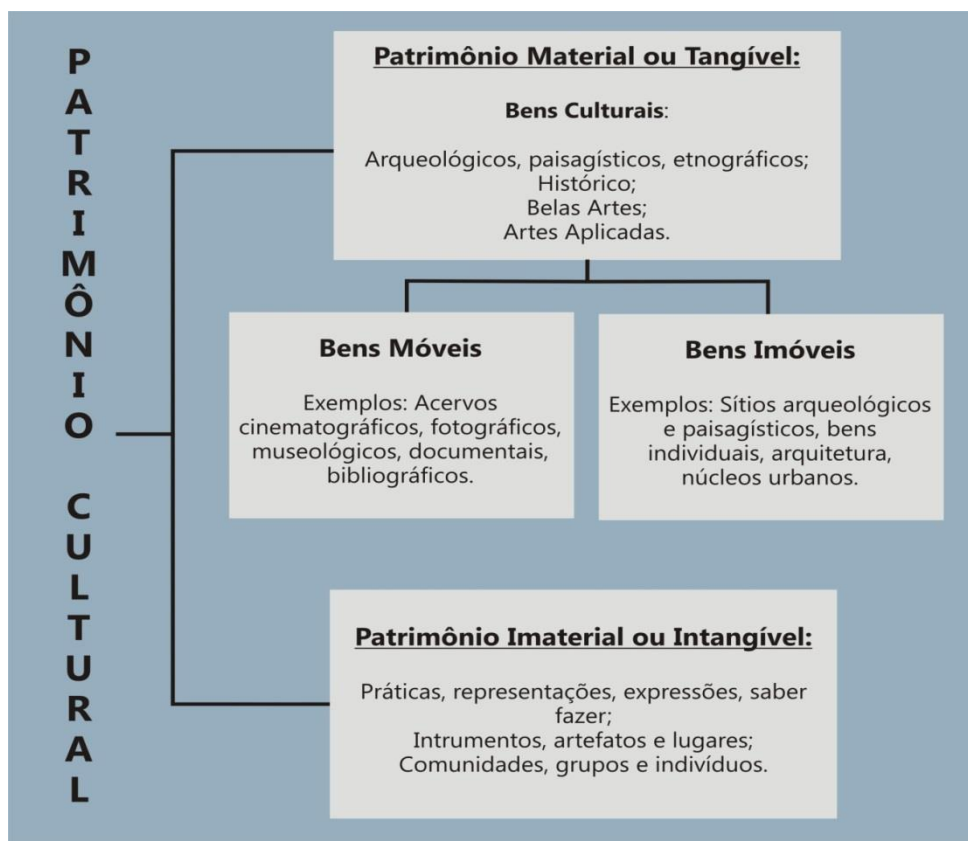 PATRIMÔNIO CULTURAL
Patrimônio Material ou Tangível:
Bens Culturais:
Arqueológicos, paisagísticos, etnográficos;
Histórico;
Belas Artes;
Artes Aplicadas.
Bens Móveis
Exemplos: Acervos
cinematográficos, fotográficos,
museológicos, documentais,
bibliográficos.
Bens Imóveis
Exemplos: Sítios arqueológicos
e paisagísticos, bens
individuais, arquitetura,
núcleos urbanos.
Patrimônio Imaterial ou Intangível:
Práticas, representações, expressões, saber
fazer;
Intrumentos, artefatos e lugares;
Comunidades, grupos e indivíduos.